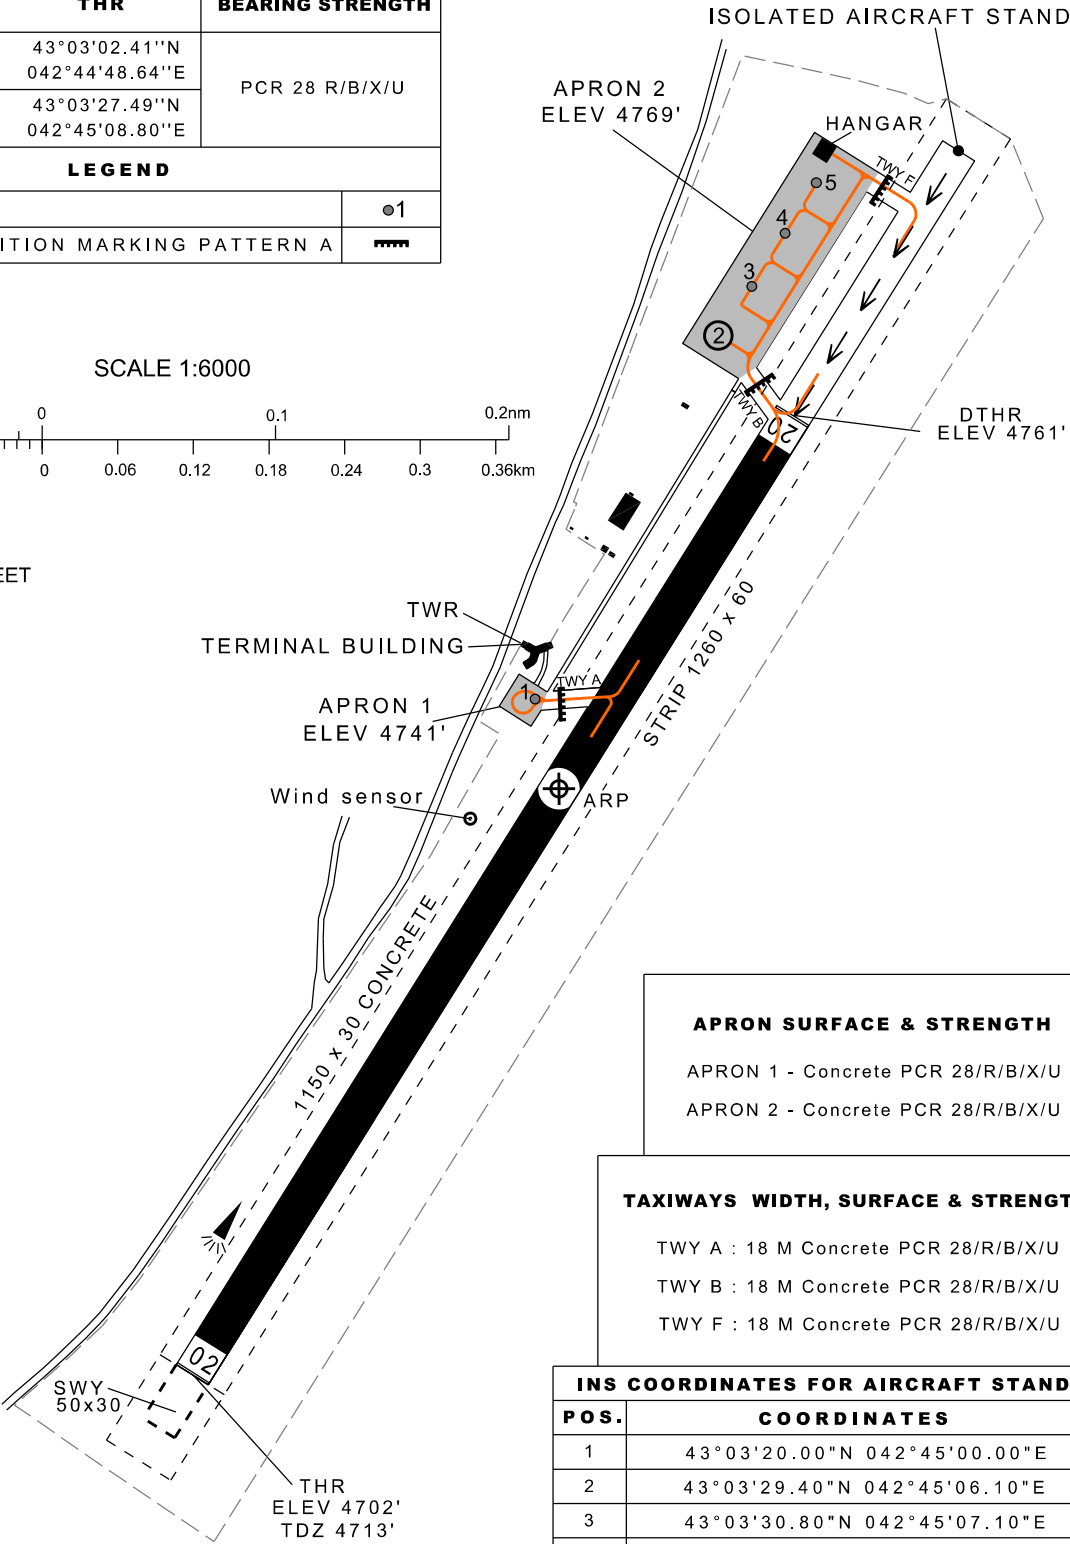 THR
BEARING STRENGTH
43°03'02.41''N
042°44'48.64''E
PCR 28 R/B/X/U
43°03'27.49''N
042°45'08.80''E
LEGEND
1
ITION MARKING PATTERN A
ISOLATED AIRCRAFT STAND
APRON 2
ELEV 4769'
HANGAR
TWY F
5
4
3
2
SCALE 1:6000
0
0.1
0.2nm
0
0.06
0.12
0.18
0.24
0.3
0.36km
TWY B
20
DTHR
ELEV 4761'
EET
TWR
TERMINAL BUILDING
TWY A
1
APRON 1
ELEV 4741'
STRIP 1260 x 60
Wind sensor
ARP
1150 x 30 CONCRETE
APRON SURFACE & STRENGTH
APRON 1 - Concrete PCR 28/R/B/X/U
APRON 2 - Concrete PCR 28/R/B/X/U
TAXIWAYS WIDTH, SURFACE & STRENGT
TWY A : 18 M Concrete PCR 28/R/B/X/U
TWY B : 18 M Concrete PCR 28/R/B/X/U
TWY F : 18 M Concrete PCR 28/R/B/X/U
02
SWY
50x30
THR
ELEV 4702'
TDZ 4713'
INS COORDINATES FOR AIRCRAFT STAND
POS.
COORDINATES
1
43°03'20.00"N 042°45'00.00"E
2
43°03'29.40"N 042°45'06.10"E
3
43°03'30.80"N 042°45'07.10"E